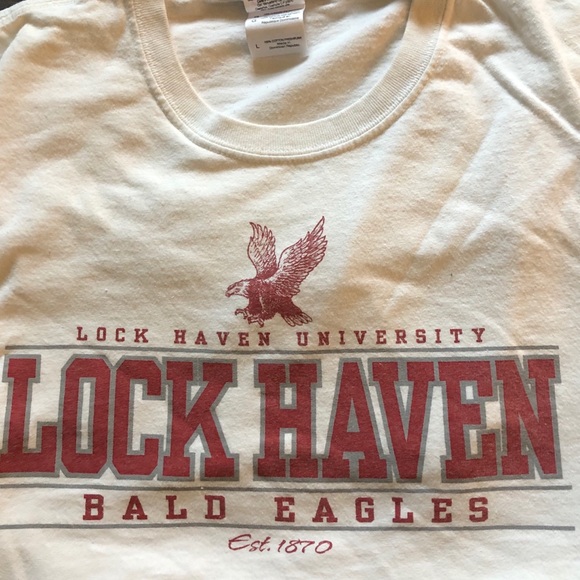 L
LOCK HAVEN UNIVERSITY
LOCK HAVEN
BALD EAGLES
Est. 1870